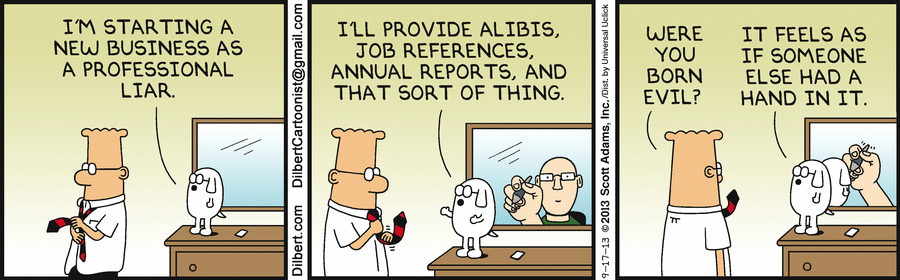 I'M STARTING A
NEW BUSINESS AS
A PROFESSIONAL
LIAR.
Dilbert.com DilbertCartoonist@gmail.com
I'LL PROVIDE ALIBIS,
JOB REFERENCES,
ANNUAL REPORTS, AND
THAT SORT OF THING.
9-17-13 © 2013 Scott Adams, Inc. /Dist. by Universal Uclick
WERE
YOU
BORN
EVIL?
IT FEELS AS
IF SOMEONE
ELSE HAD A
HAND IN IT.